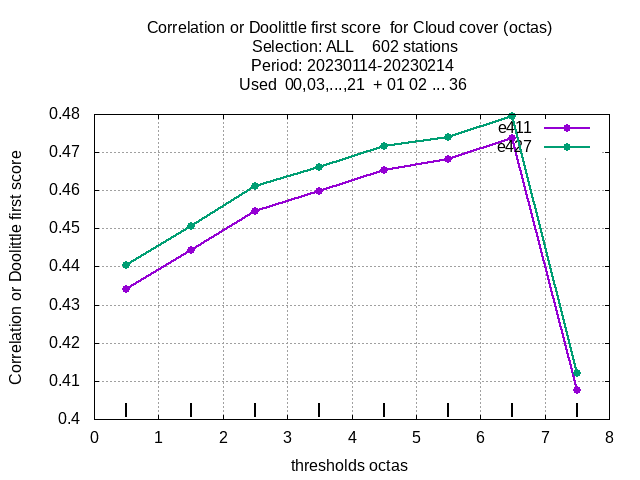 Correlation or Doolittle first score  for Cloud cover (octas)
Selection: ALL    602 stations
Period: 20230114-20230214
Used  00,03,...,21  + 01 02 ... 36
e411
e427
Correlation or Doolittle first score
0.48
0.47
0.46
0.45
0.44
0.43
0.42
0.41
0.4
0 1 2 3 4 5 6 7 8
thresholds octas